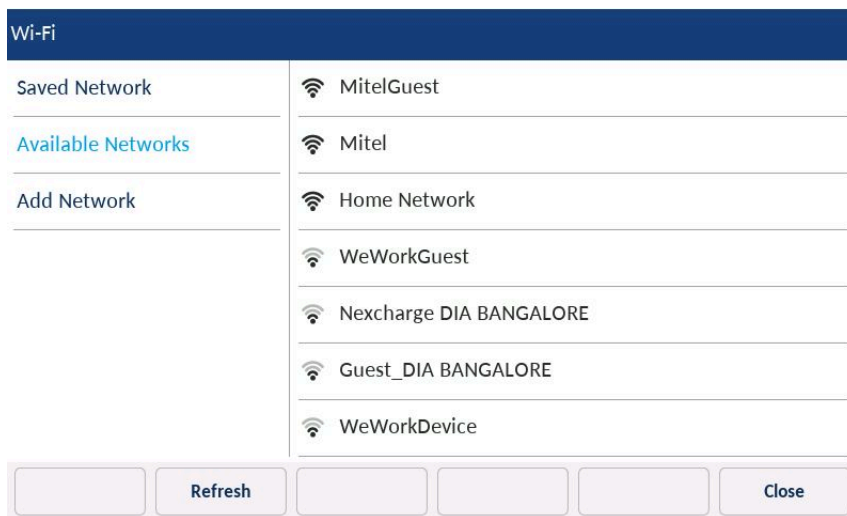 Wi-Fi
Saved Network
Available Networks
Add Network
MitelGuest
Mitel
Home Network
WeWorkGuest
Nexcharge DIA BANGALORE
Guest_DIA BANGALORE
WeWorkDevice
Refresh
Close